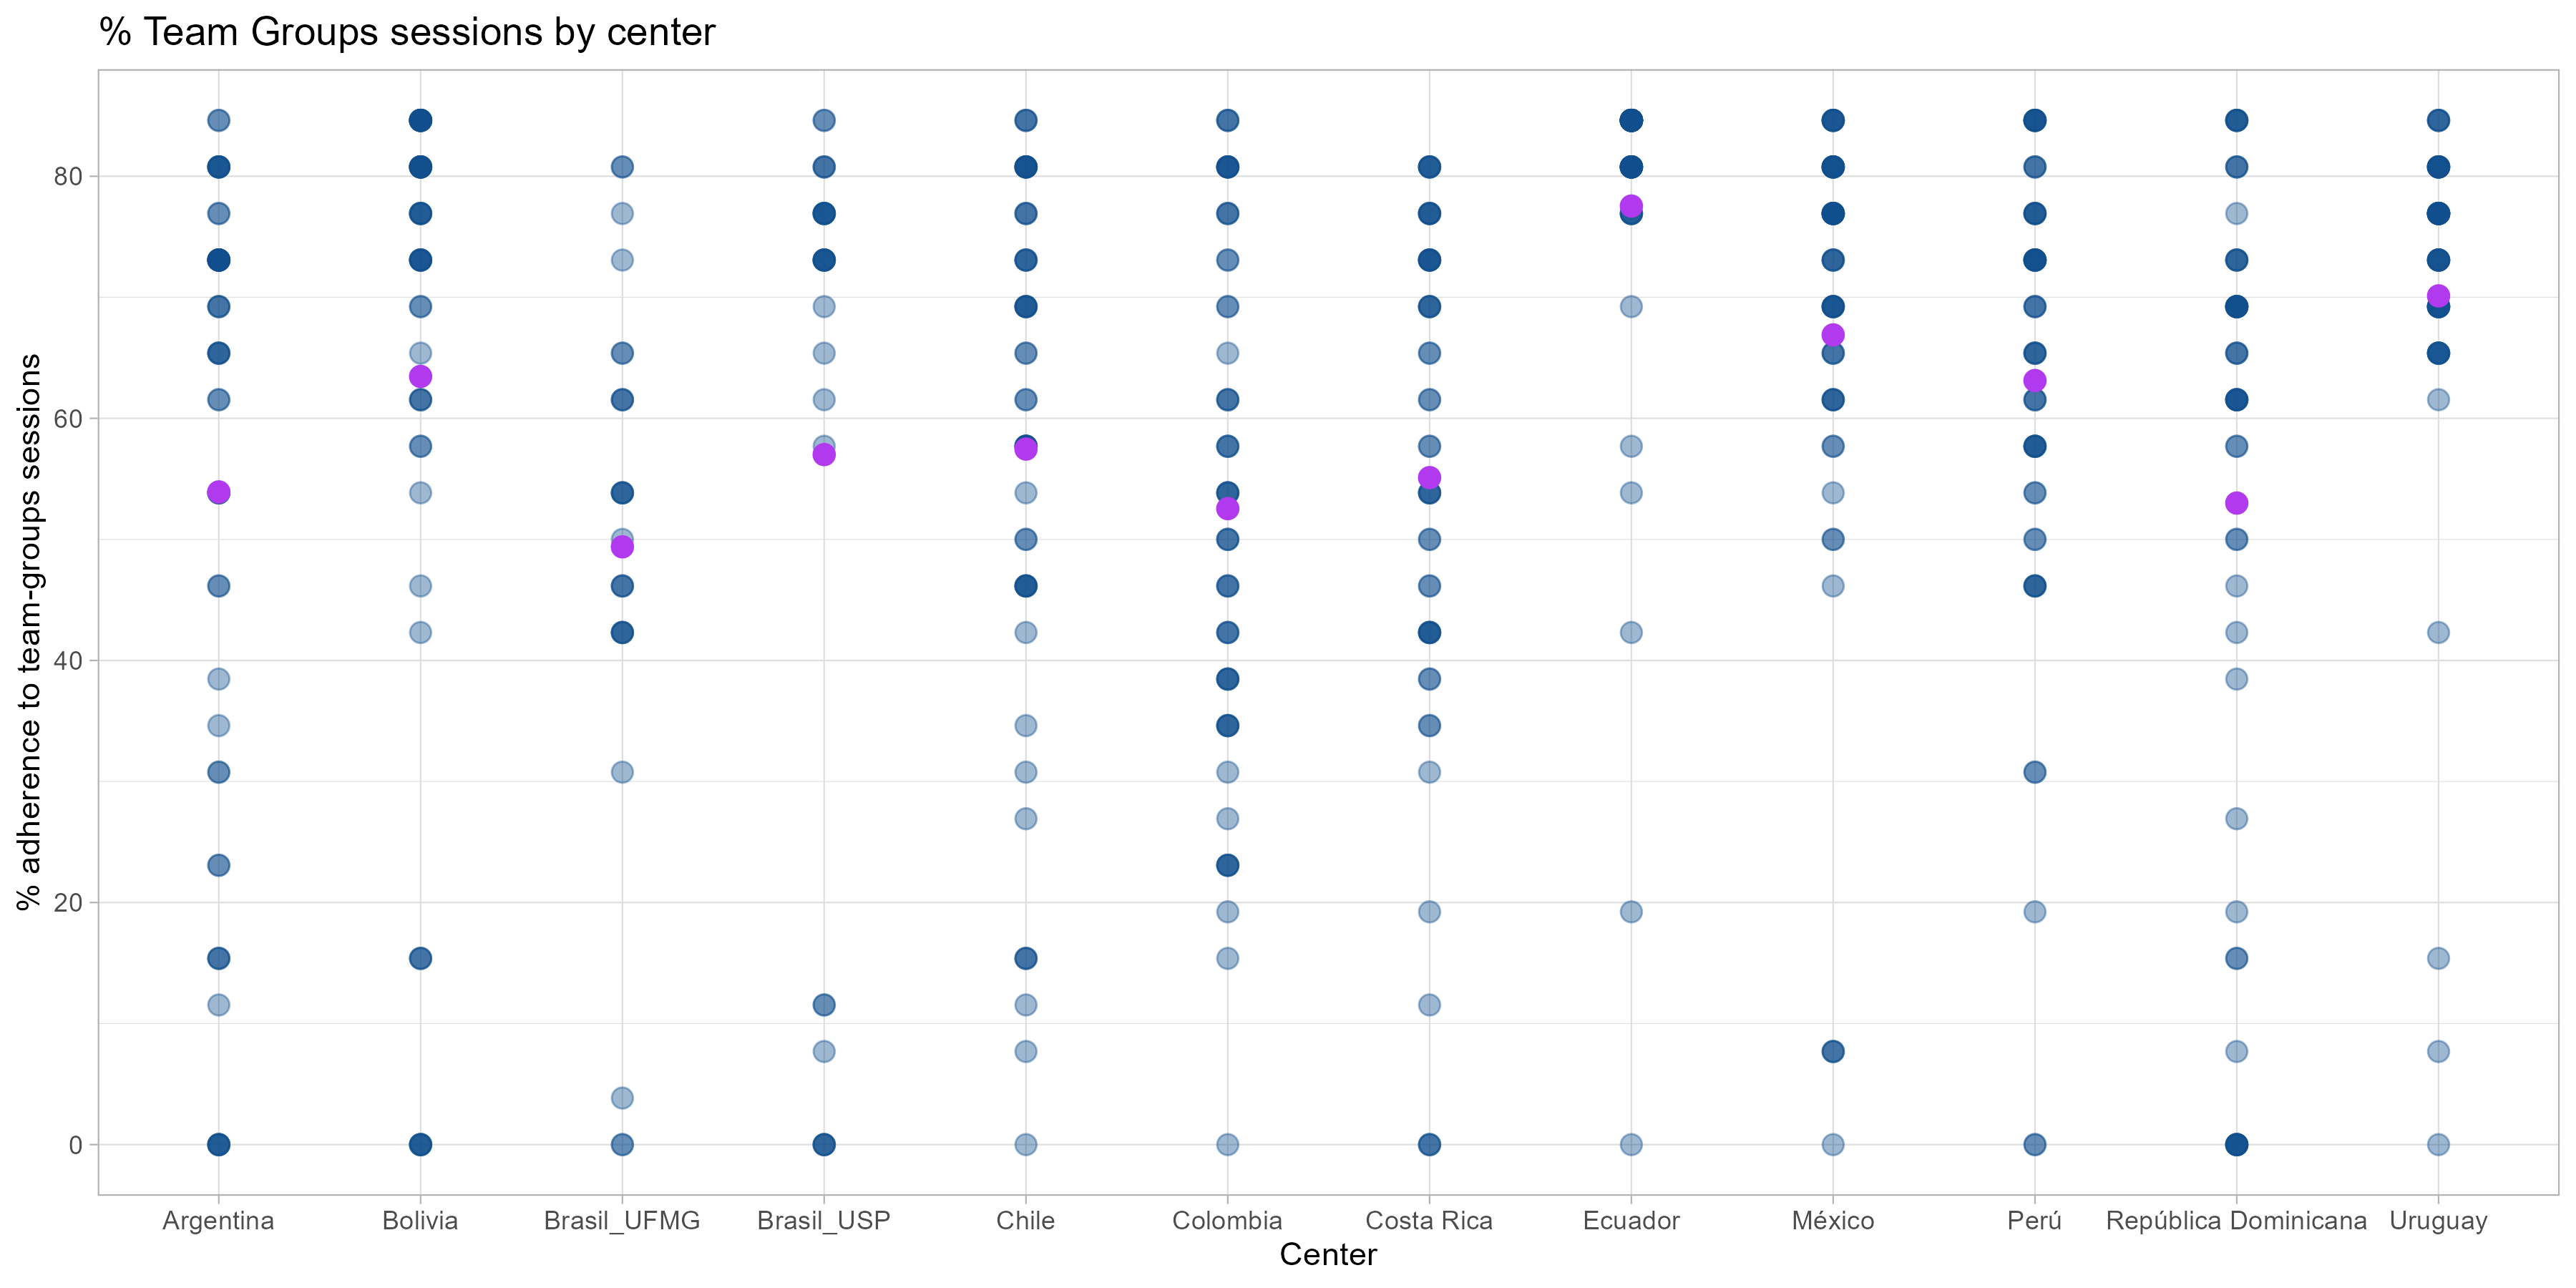 % Team Groups sessions by center
% adherence to team-groups sessions
80
60
40
20
0
Argentina Bolivia Brasil_UFMG Brasil_USP Chile Colombia Costa Rica Ecuador México Perú República Dominicana Uruguay
Center